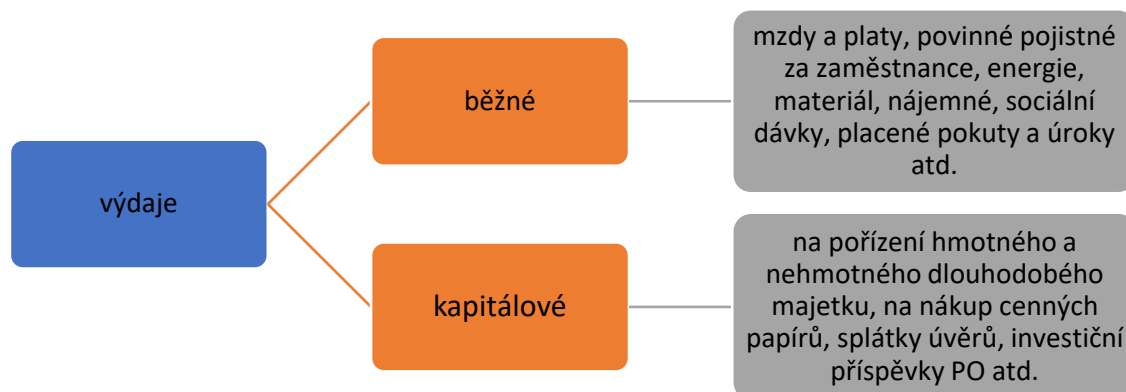 výdaje
běžné
mzdy a platy, povinné pojistné
za zaměstnance, energie,
materiál, nájemné, sociální
dávky, placené pokuty a úroky
atd.
kapitálové
na pořízení hmotného a
nehmotného dlouhodobého
majetku, na nákup cenných
papírů, splátky úvěrů, investiční
příspěvky PO atd.